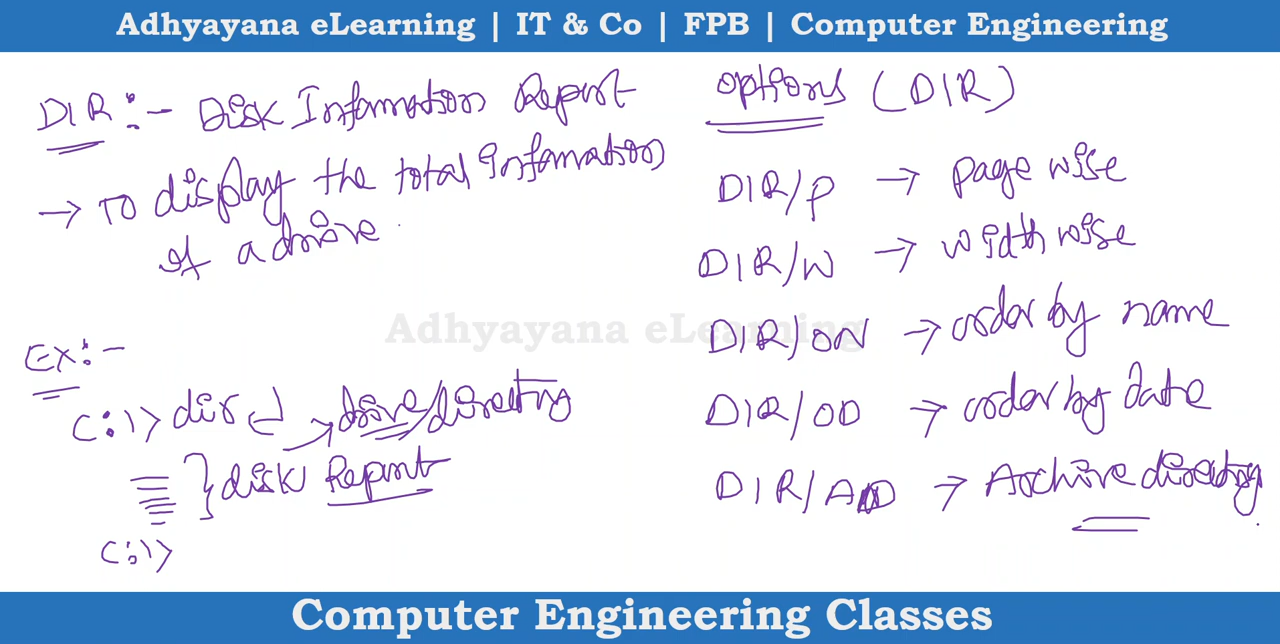 Adhyayana eLearning | IT & Co | FPB | Computer Engineering
DIR :- Disk Information Report
→ To display the total information
of a drive
Ex:-
C:\> dir ↵ → drive/directory
} disk Report
C:\>
options (DIR)
DIR/P → page wise
DIR/W → width wise
DIR/ON → order by name
DIR/OD → order by date
DIR/AD → Archive directory
Adhyayana eLearning
Computer Engineering Classes